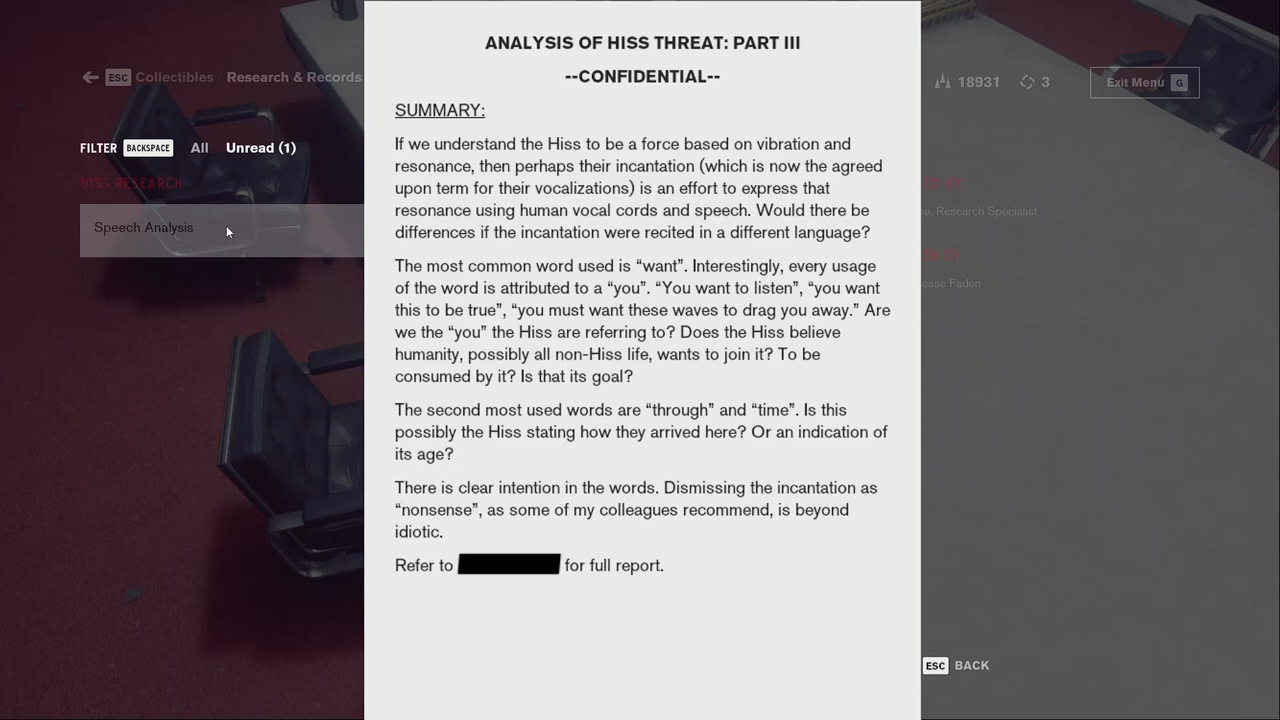 ANALYSIS OF HISS THREAT: PART III
--CONFIDENTIAL--
ESC Collectibles / Research & Records
18931 3 Exit Menu G
SUMMARY:
FILTER BACKSPACE All Unread (1)
HISS RESEARCH
Speech Analysis
If we understand the Hiss to be a force based on vibration and
resonance, then perhaps their incantation (which is now the agreed
upon term for their vocalizations) is an effort to express that
resonance using human vocal cords and speech. Would there be
differences if the incantation were recited in a different language?
The most common word used is “want”. Interestingly, every usage
of the word is attributed to a “you”. “You want to listen”, “you want
this to be true”, “you must want these waves to drag you away.” Are
we the “you” the Hiss are referring to? Does the Hiss believe
humanity, possibly all non-Hiss life, wants to join it? To be
consumed by it? Is that its goal?
The second most used words are “through” and “time”. Is this
possibly the Hiss stating how they arrived here? Or an indication of
its age?
There is clear intention in the words. Dismissing the incantation as
“nonsense”, as some of my colleagues recommend, is beyond
idiotic.
Refer to for full report.
, Research Specialist
esse Faden
ESC BACK